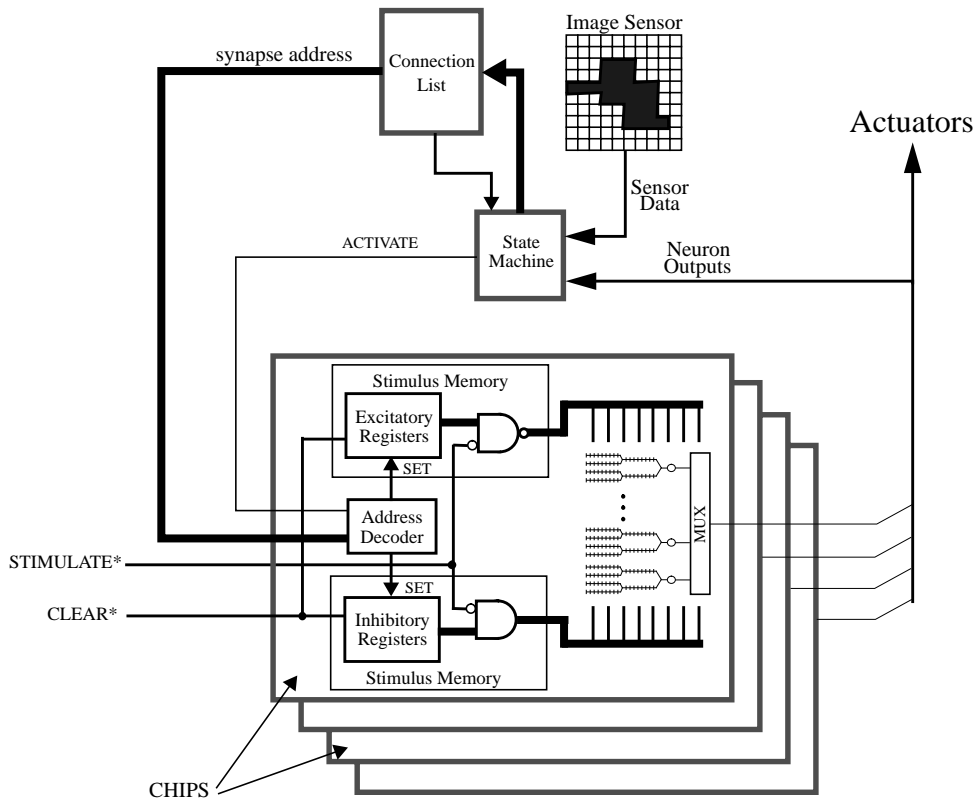 Image Sensor
synapse address
Connection
List
Actuators
Sensor
Data
State
Machine
ACTIVATE
Neuron
Outputs
Stimulus Memory
Excitatory
Registers
SET
Address
Decoder
MUX
STIMULATE*
SET
CLEAR*
Inhibitory
Registers
Stimulus Memory
CHIPS